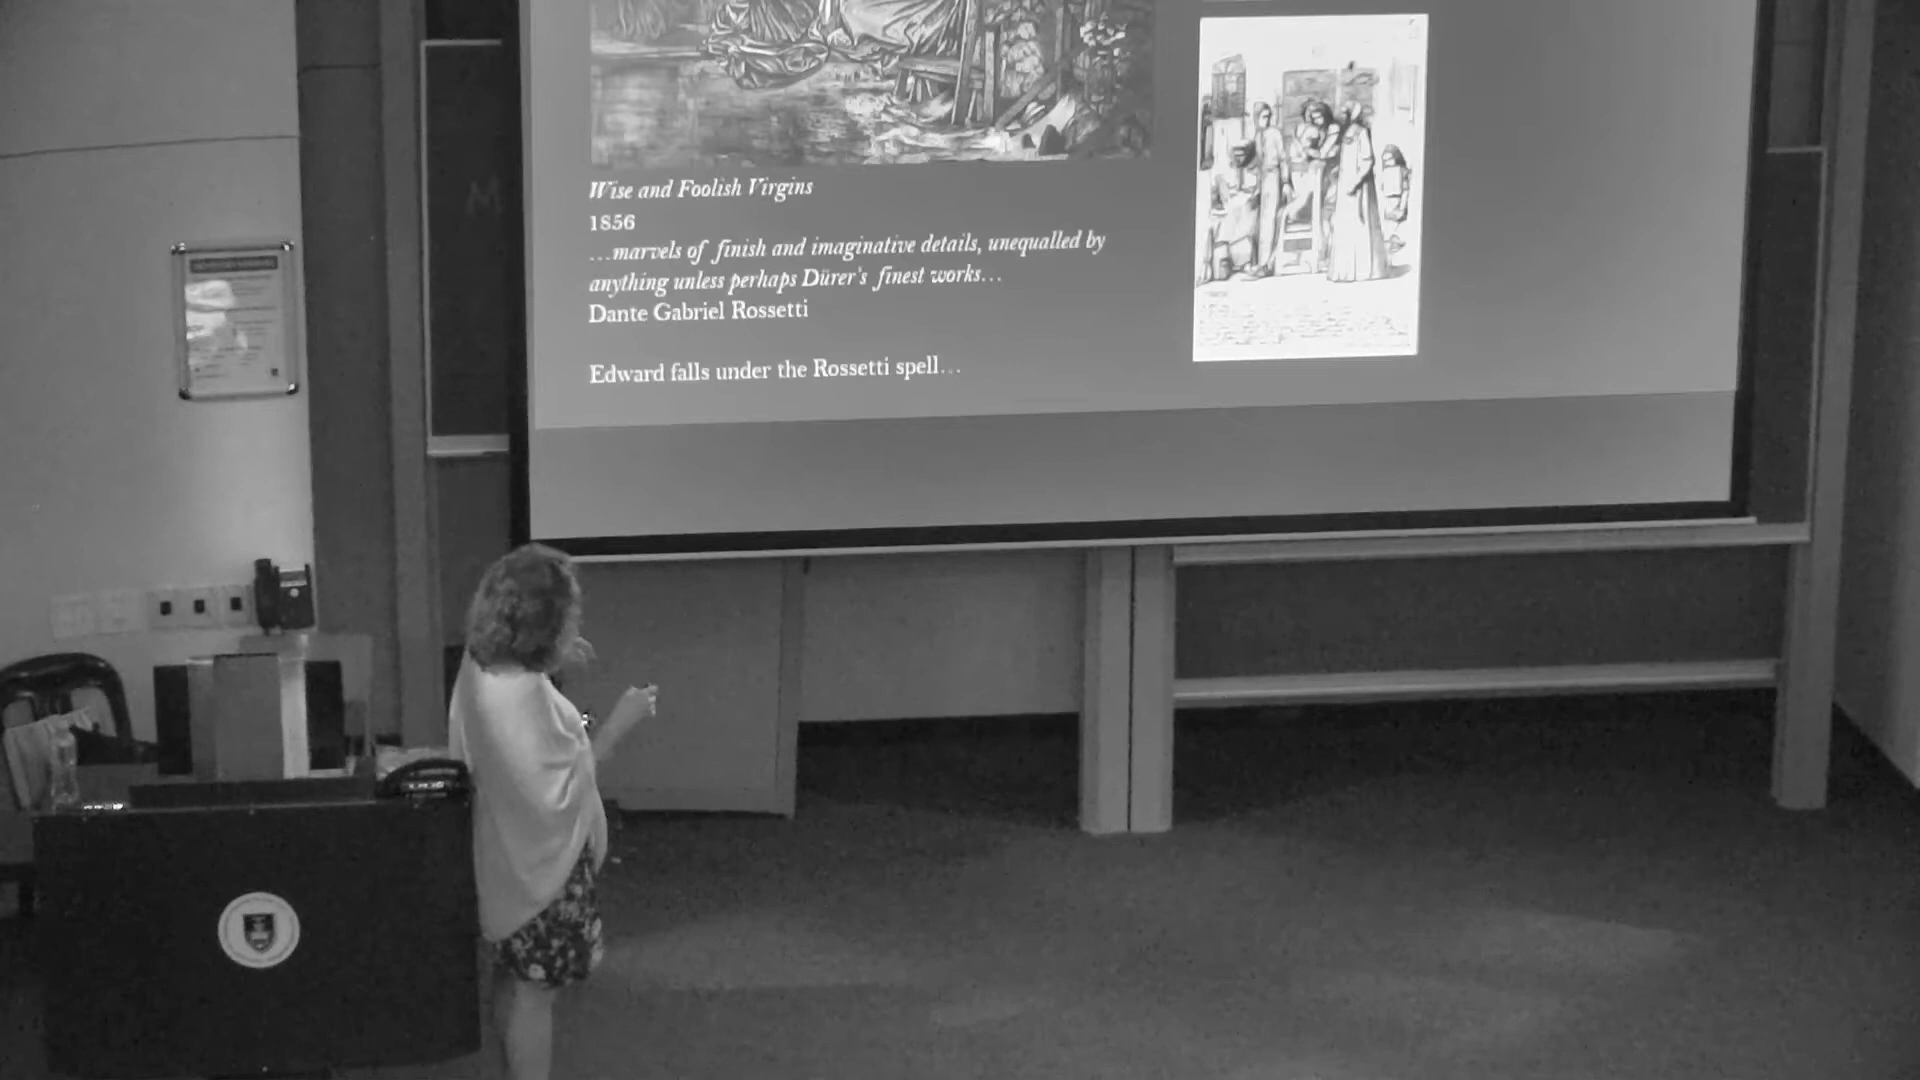 Wise and Foolish Virgins
1856
...marvels of finish and imaginative details, unequalled by
anything unless perhaps Dürer's finest works...
Dante Gabriel Rossetti
Edward falls under the Rossetti spell...
M